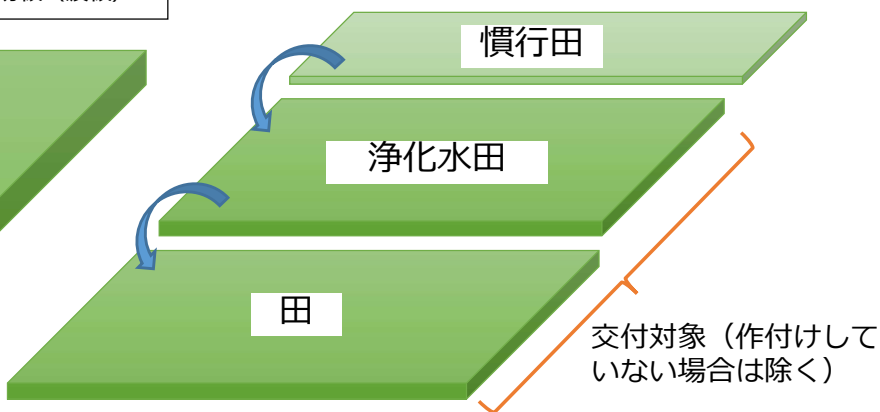 慣行田
浄化水田
田
交付対象（作付けして
いない場合は除く）